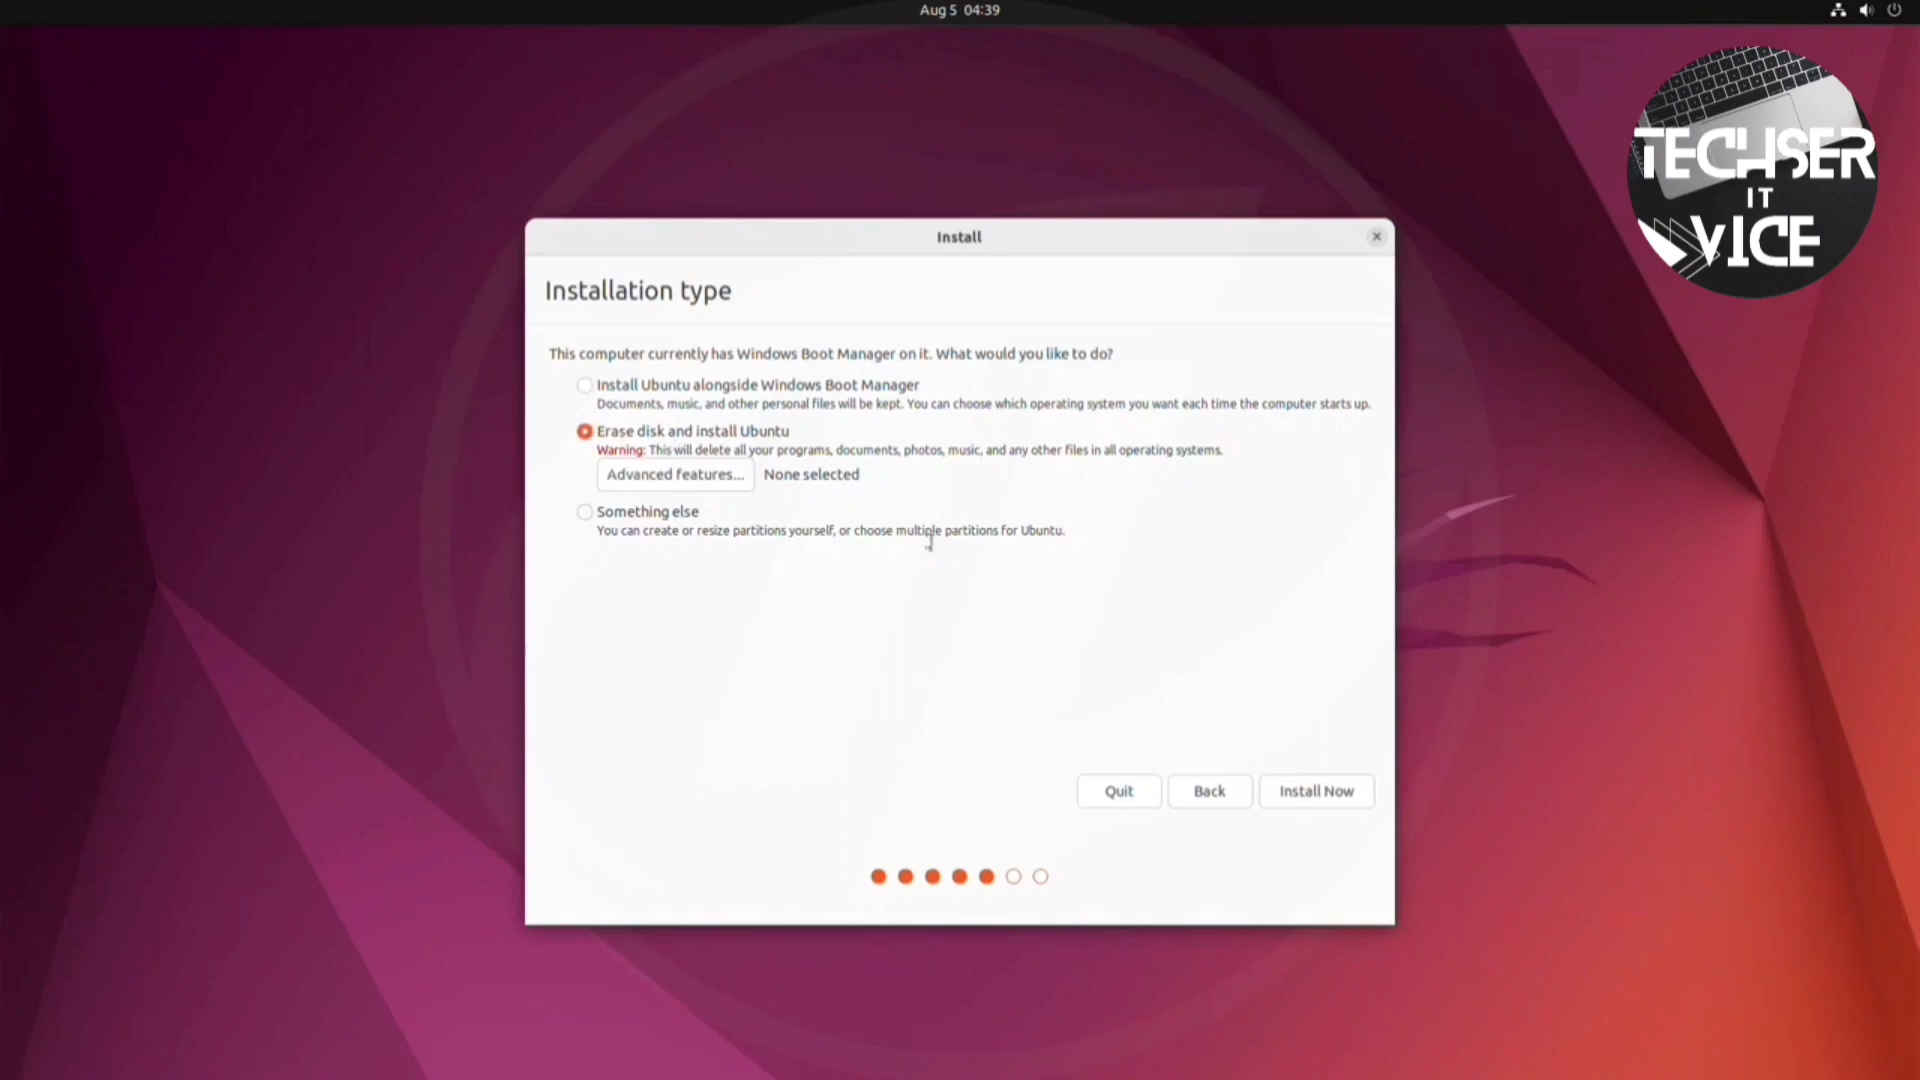 Aug 5 04:39
TECHSER
IT
VICE
Install
Installation type
This computer currently has Windows Boot Manager on it. What would you like to do?
Install Ubuntu alongside Windows Boot Manager
Documents, music, and other personal files will be kept. You can choose which operating system you want each time the computer starts up.
Erase disk and install Ubuntu
Warning: This will delete all your programs, documents, photos, music, and any other files in all operating systems.
Advanced features... None selected
Something else
You can create or resize partitions yourself, or choose multiple partitions for Ubuntu.
Quit Back Install Now